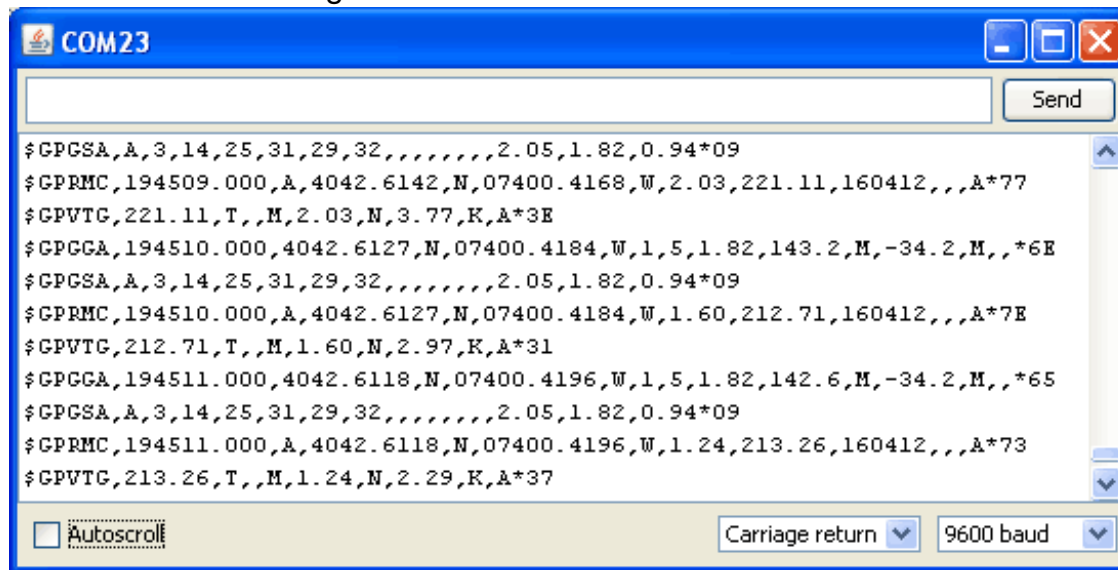 COM23
Send
$GPGSA,A,3,14,25,31,29,32,,,,,,,,2.05,1.82,0.94*09
$GPRMC,194509.000,A,4042.6142,N,07400.4168,W,2.03,221.11,160412,,,A*77
$GPVTG,221.11,T,,M,2.03,N,3.77,K,A*3E
$GPGGA,194510.000,4042.6127,N,07400.4184,W,1,5,1.82,143.2,M,-34.2,M,,*6E
$GPGSA,A,3,14,25,31,29,32,,,,,,,,2.05,1.82,0.94*09
$GPRMC,194510.000,A,4042.6127,N,07400.4184,W,1.60,212.71,160412,,,A*7E
$GPVTG,212.71,T,,M,1.60,N,2.97,K,A*31
$GPGGA,194511.000,4042.6118,N,07400.4196,W,1,5,1.82,142.6,M,-34.2,M,,*65
$GPGSA,A,3,14,25,31,29,32,,,,,,,,2.05,1.82,0.94*09
$GPRMC,194511.000,A,4042.6118,N,07400.4196,W,1.24,213.26,160412,,,A*73
$GPVTG,213.26,T,,M,1.24,N,2.29,K,A*37
Autoscroll
Carriage return
9600 baud